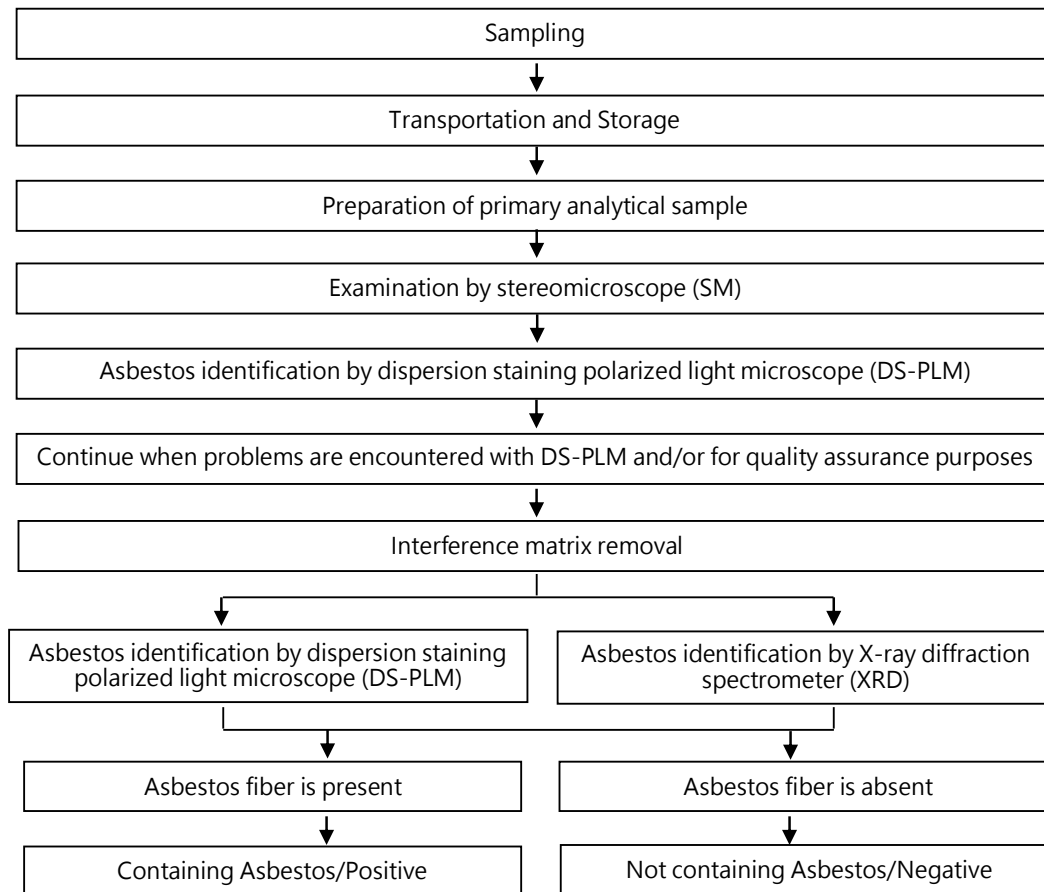 Sampling
Transportation and Storage
Preparation of primary analytical sample
Examination by stereomicroscope (SM)
Asbestos identification by dispersion staining polarized light microscope (DS-PLM)
Continue when problems are encountered with DS-PLM and/or for quality assurance purposes
Interference matrix removal
Asbestos identification by dispersion staining
polarized light microscope (DS-PLM)
Asbestos identification by X-ray diffraction
spectrometer (XRD)
Asbestos fiber is present
Asbestos fiber is absent
Containing Asbestos/Positive
Not containing Asbestos/Negative